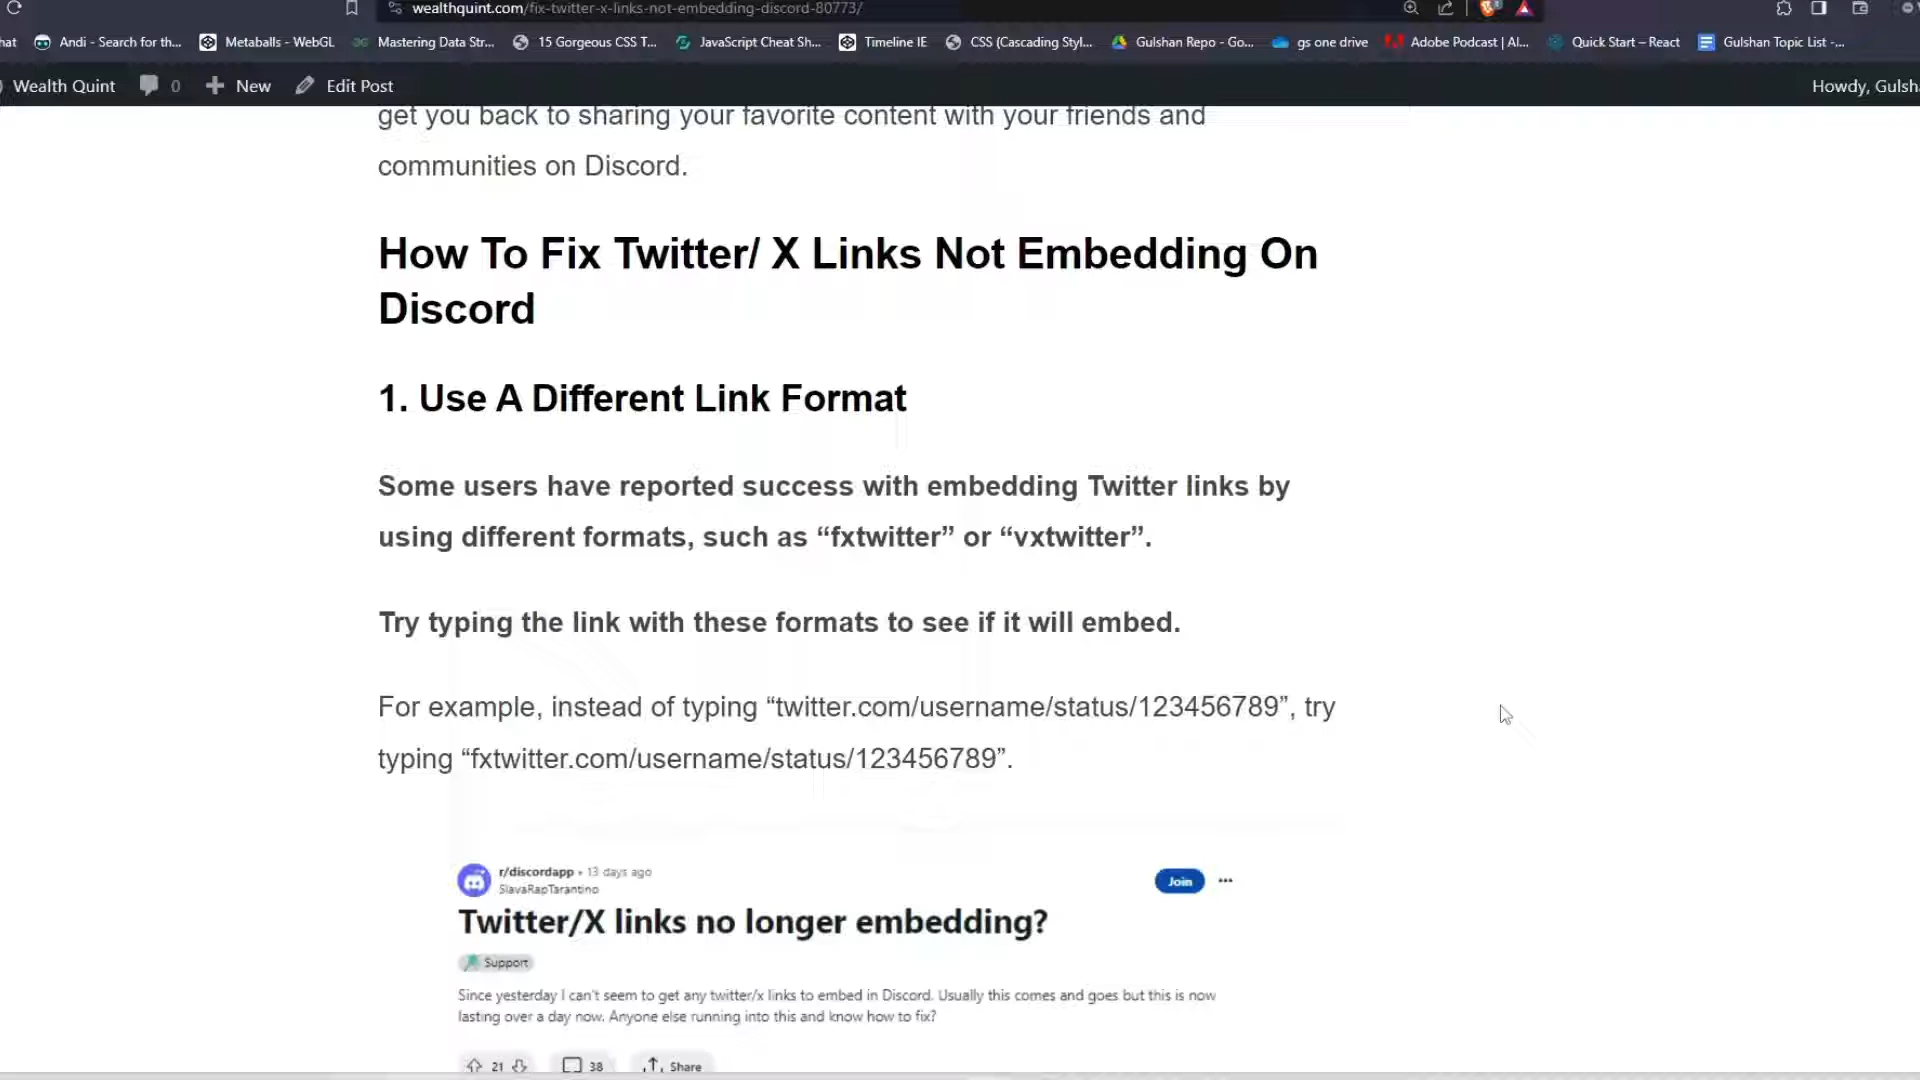 wealthquint.com/fix-twitter-x-links-not-embedding-discord-80773/
hat Andi - Search for th... Metaballs - WebGL Mastering Data Str... 15 Gorgeous CSS T... JavaScript Cheat Sh... Timeline IE CSS (Cascading Styl... Gulshan Repo - Go... gs one drive Adobe Podcast | AI... Quick Start – React Gulshan Topic List -...
Wealth Quint 0 New Edit Post Howdy, Gulsha
get you back to sharing your favorite content with your friends and
communities on Discord.
How To Fix Twitter/ X Links Not Embedding On
Discord
1. Use A Different Link Format
Some users have reported success with embedding Twitter links by
using different formats, such as “fxtwitter” or “vxtwitter”.
Try typing the link with these formats to see if it will embed.
For example, instead of typing “twitter.com/username/status/123456789”, try
typing “fxtwitter.com/username/status/123456789”.
r/discordapp • 13 days ago
SlavaRapTarantino
Join
Twitter/X links no longer embedding?
Support
Since yesterday I can't seem to get any twitter/x links to embed in Discord. Usually this comes and goes but this is now
lasting over a day now. Anyone else running into this and know how to fix?
21 38 Share